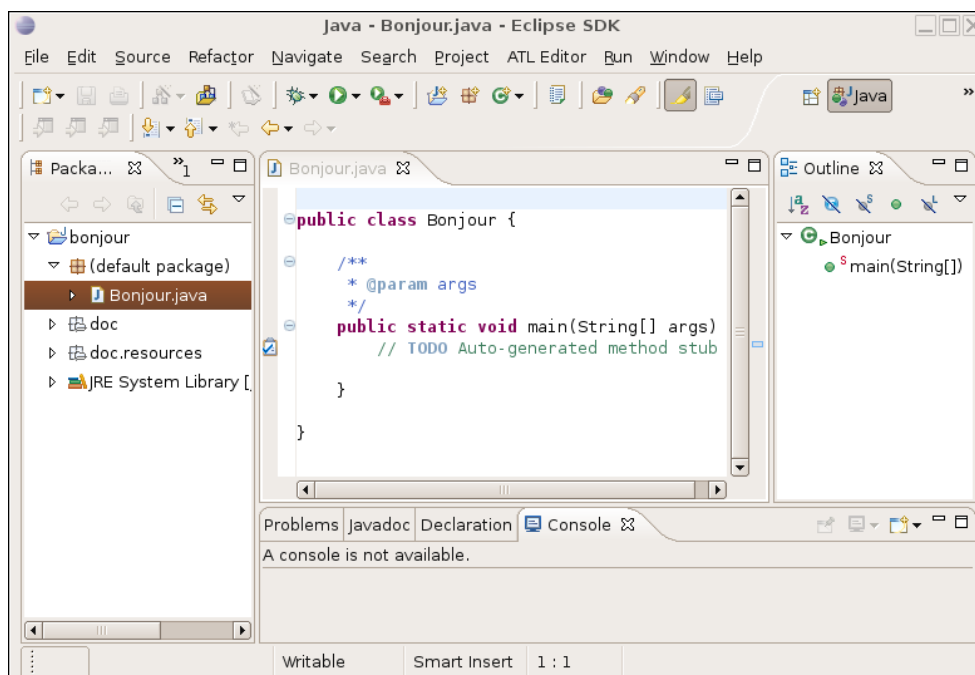 Java - Bonjour.java - Eclipse SDK
File Edit Source Refactor Navigate Search Project ATL Editor Run Window Help
Java
»
Packa...
»1
bonjour
(default package)
Bonjour.java
doc
doc.resources
JRE System Library [
Bonjour.java
public class Bonjour {
/**
* @param args
*/
public static void main(String[] args)
// TODO Auto-generated method stub
}
}
Outline
Bonjour
main(String[])
Problems Javadoc Declaration Console
A console is not available.
Writable Smart Insert 1 : 1